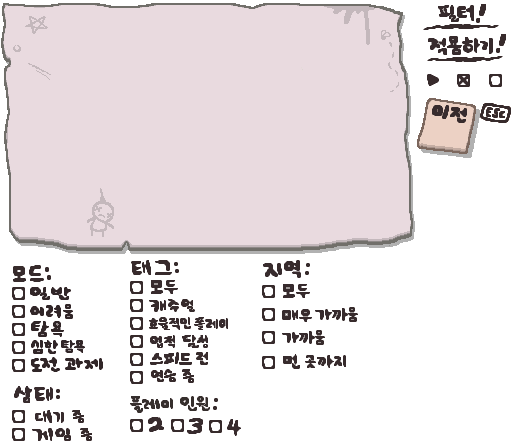 필터!
적용하기!
이전
ESC
모드:
일반
어려움
탐욕
심한 탐욕
도전 과제
상태:
대기 중
게임 중
태그:
모두
캐쥬얼
효율적인 플레이
업적 달성
스피드 런
연승 중
플레이 인원:
2 3 4
지역:
모두
매우 가까움
가까움
먼 곳까지